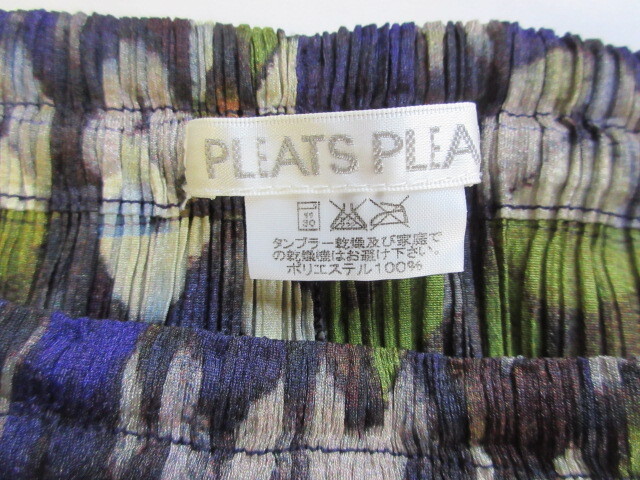 PLEATS PLEA
タンブラー乾燥及び家庭で
の乾燥機はお避け下さい。
ポリエステル100%